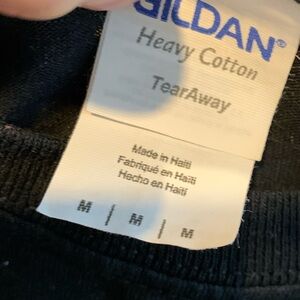 GILDAN®
Heavy Cotton
TearAway
Made in Haiti
Fabriqué en Haïti
Hecho en Haití
M | M | M